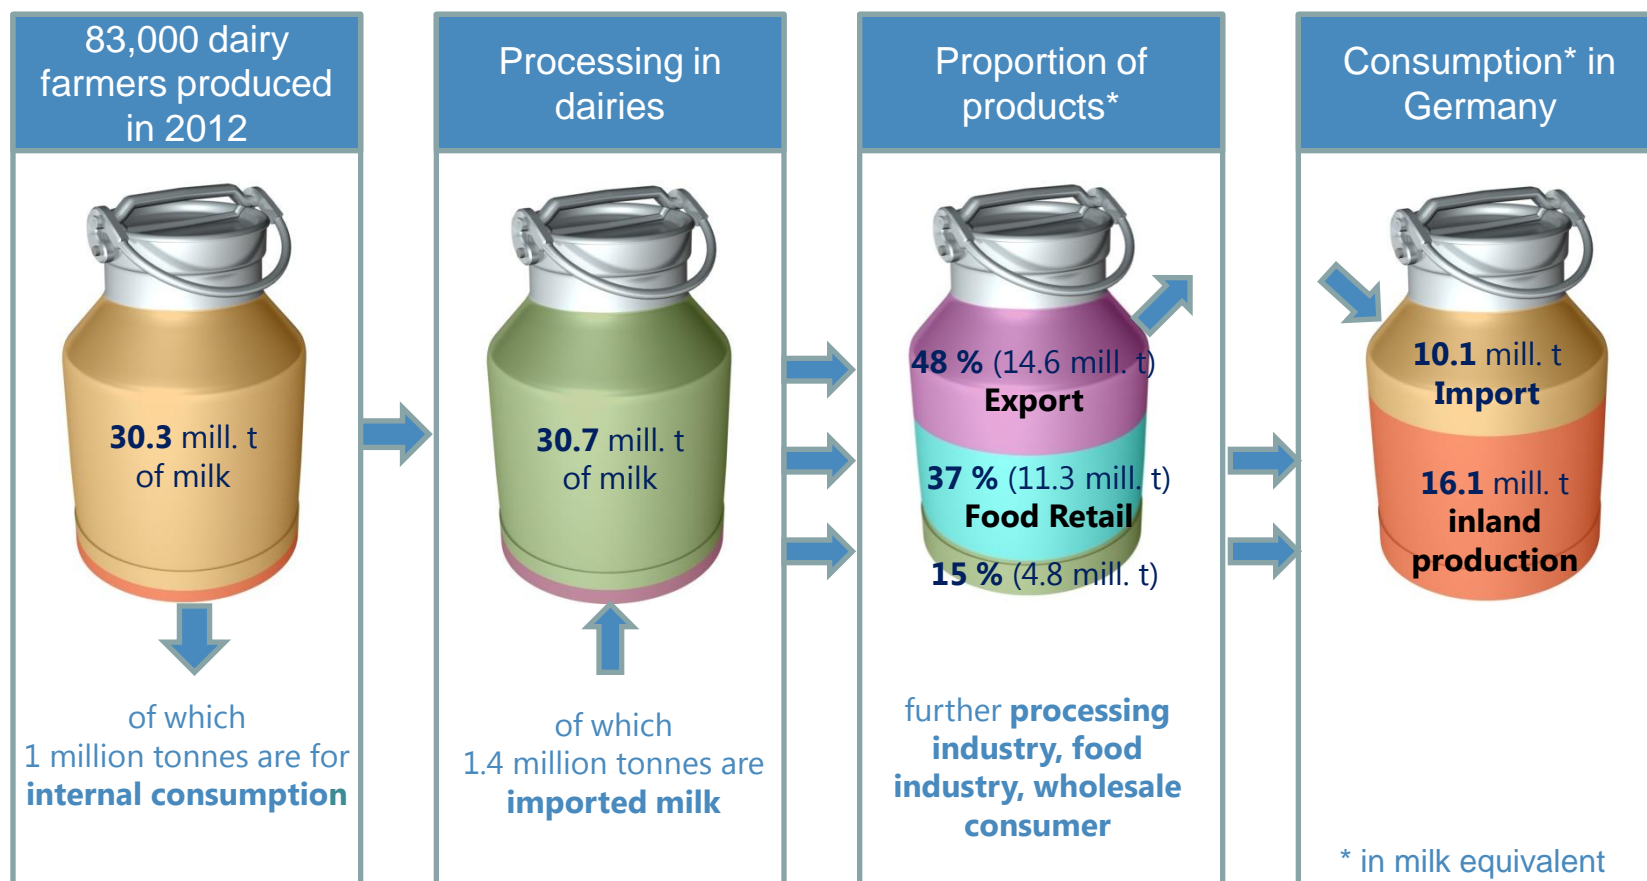 83,000 dairy
farmers produced
in 2012
30.3 mill. t
of milk
of which
1 million tonnes are for
internal consumption
Processing in
dairies
30.7 mill. t
of milk
of which
1.4 million tonnes are
imported milk
Proportion of
products*
48 % (14.6 mill. t)
Export
37 % (11.3 mill. t)
Food Retail
15 % (4.8 mill. t)
further processing
industry, food
industry, wholesale
consumer
Consumption* in
Germany
10.1 mill. t
Import
16.1 mill. t
inland
production
* in milk equivalent